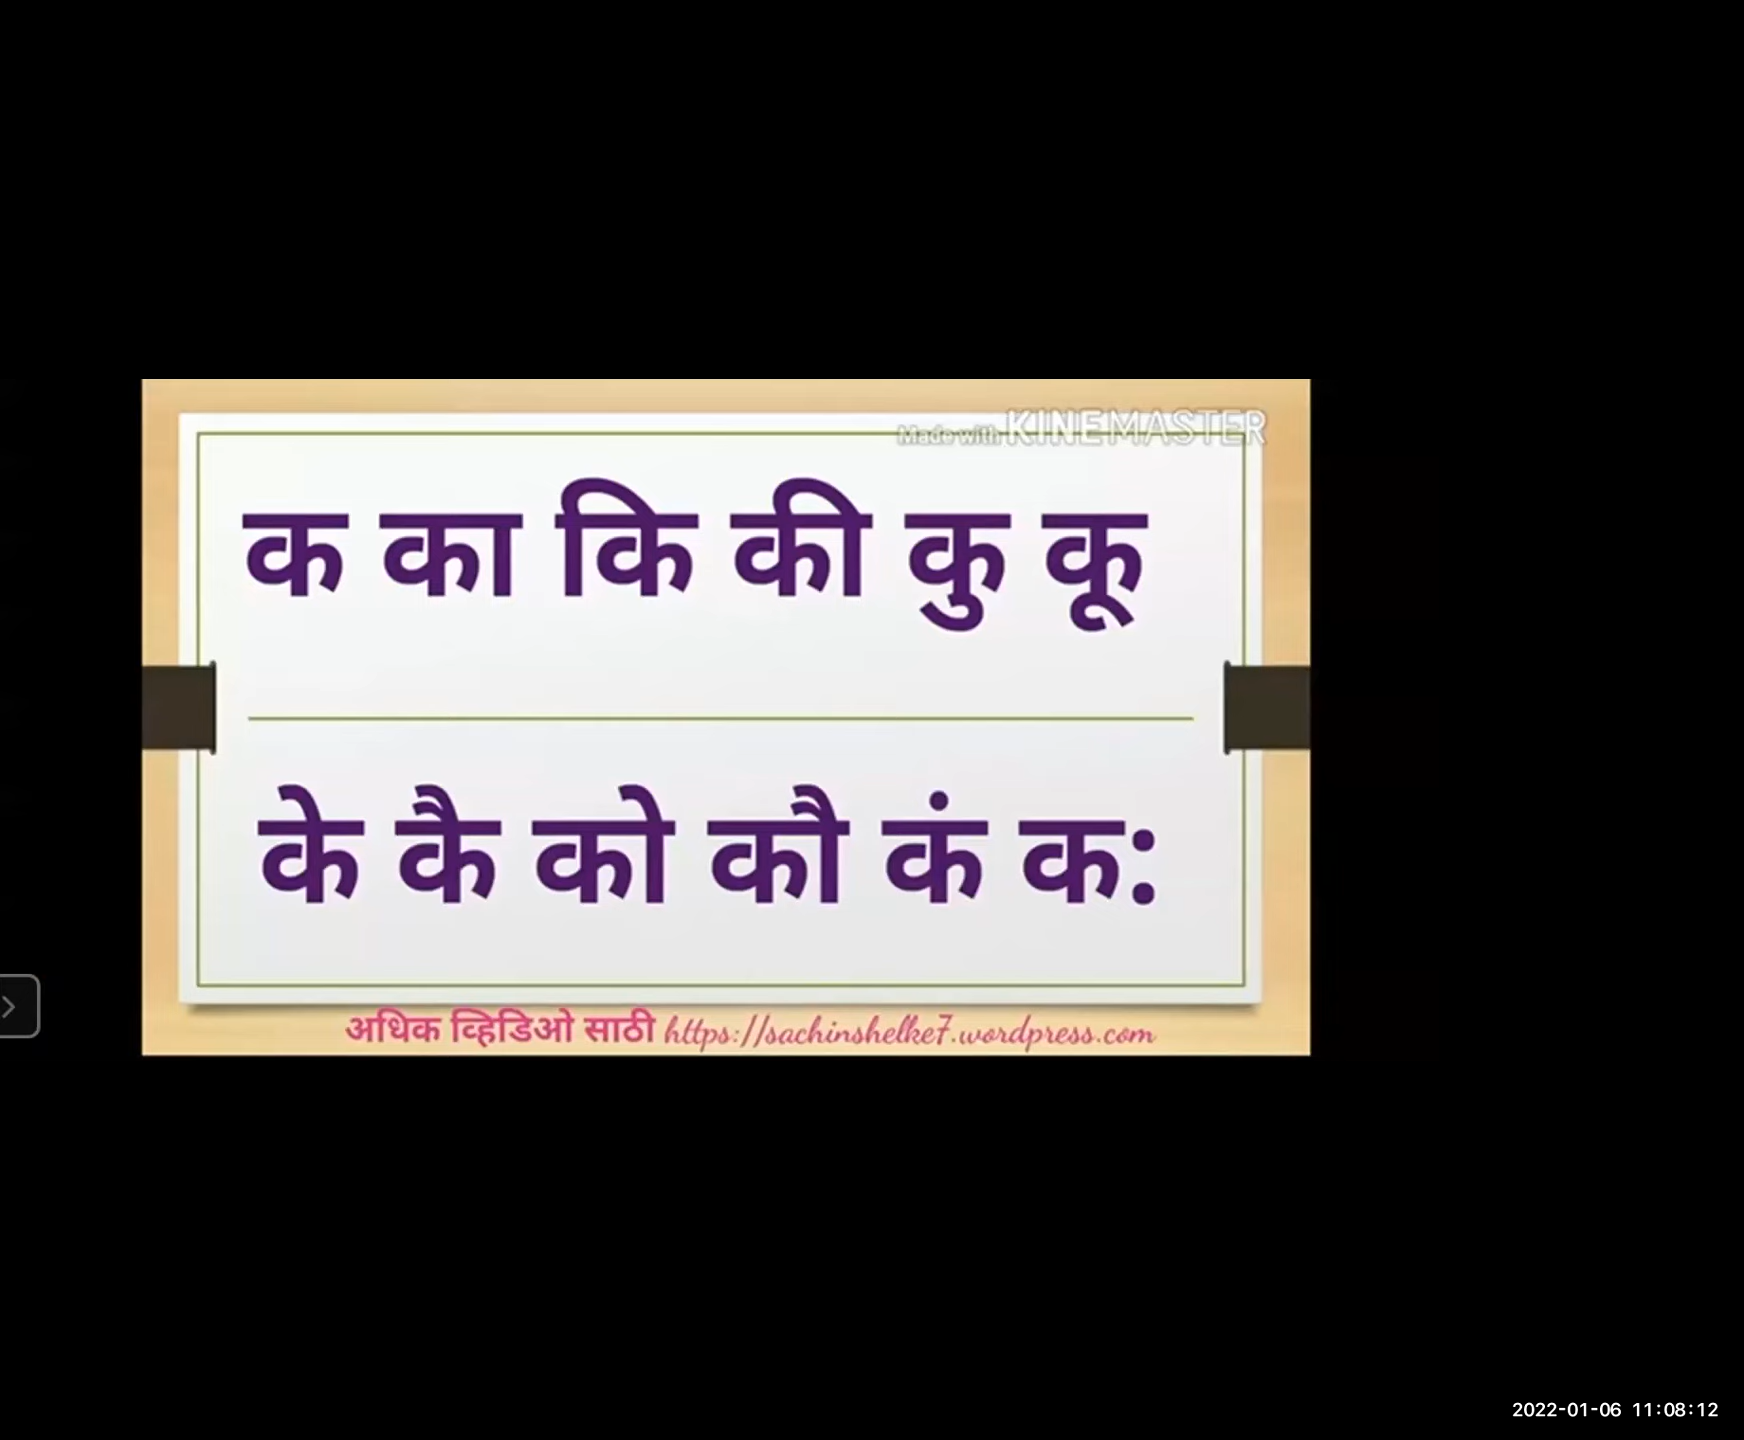 Made with KINEMASTER
क का कि की कु कू
के कै को कौ कं क:
अधिक व्हिडिओ साठी https://sachinshelke7.wordpress.com
2022-01-06 11:08:12